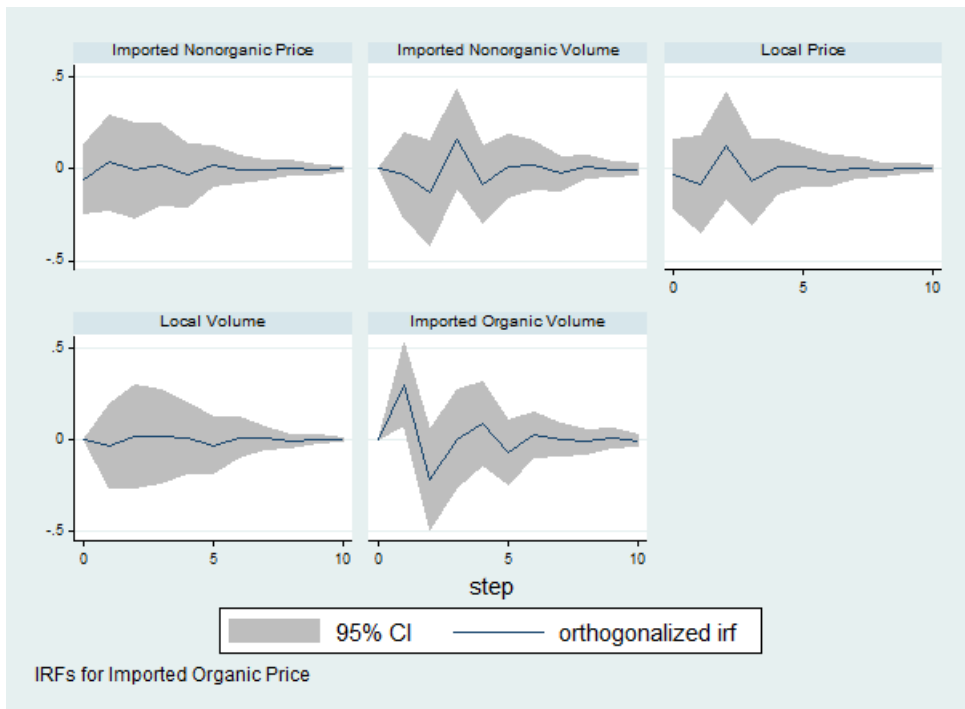 Imported Nonorganic Price
Imported Nonorganic Volume
Local Price
.5
0
-.5
0
5
10
Local Volume
Imported Organic Volume
.5
0
-.5
0
5
10
0
5
10
step
95% CI
orthogonalized irf
IRFs for Imported Organic Price